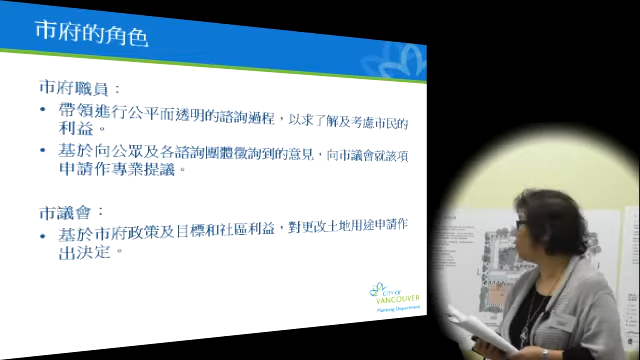 市府的角色
市府職員：
• 帶領進行公平而透明的諮詢過程，以求了解及考慮市民的
利益。
• 基於向公眾及各諮詢團體徵詢到的意見，向市議會就該項
申請作專業提議。
市議會：
• 基於市府政策及目標和社區利益，對更改土地用途申請作
出決定。
CITY OF
VANCOUVER
Planning Department